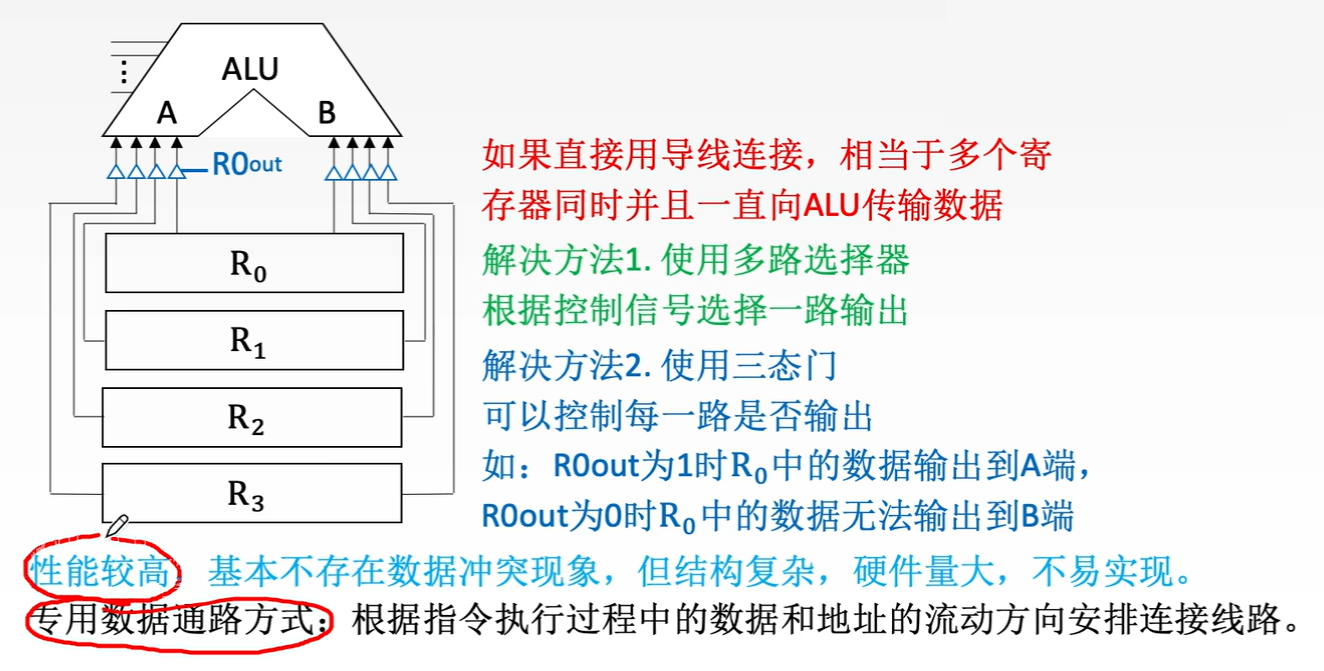 ALU
A
B
R0out
R₀
R₁
R₂
R₃
如果直接用导线连接，相当于多个寄
存器同时并且一直向ALU传输数据
解决方法1. 使用多路选择器
根据控制信号选择一路输出
解决方法2. 使用三态门
可以控制每一路是否输出
如：R0out为1时R₀中的数据输出到A端，
R0out为0时R₀中的数据无法输出到B端
性能较高，基本不存在数据冲突现象，但结构复杂，硬件量大，不易实现。
专用数据通路方式：根据指令执行过程中的数据和地址的流动方向安排连接线路。